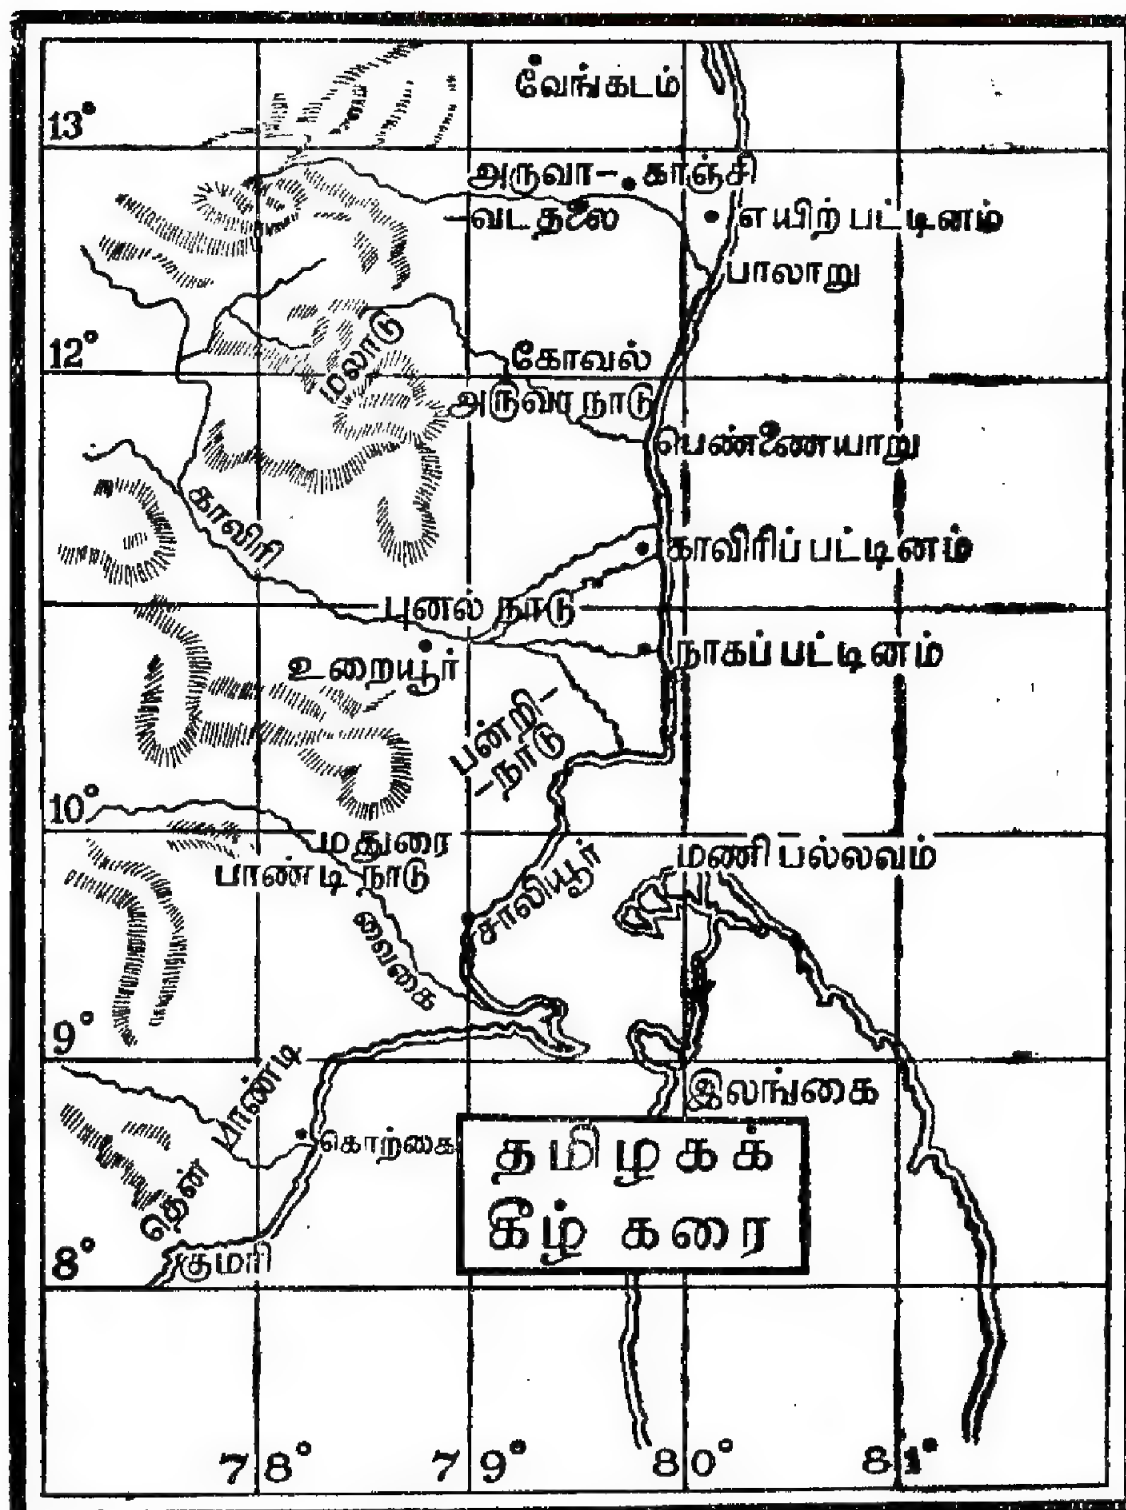 வேங்கடம்
13°
அருவா- காஞ்சி
-வடதலை
எயிற் பட்டினம்
பாலாறு
மலாடு
12°
கோவல்
அருவா நாடு
பெண்ணையாறு
காவிரி
காவிரிப் பட்டினம்
புனல் நாடு
நாகப் பட்டினம்
உறையூர்
பன்றி-
-நாடு
10°
மதுரை
பாண்டி நாடு
மணி பல்லவம்
சாலியூர்
வைகை
9°
தென் பாண்டி
இலங்கை
கொற்கை
தமிழகக்
கீழ் கரை
8°
குமரி
78°
79°
80°
81°